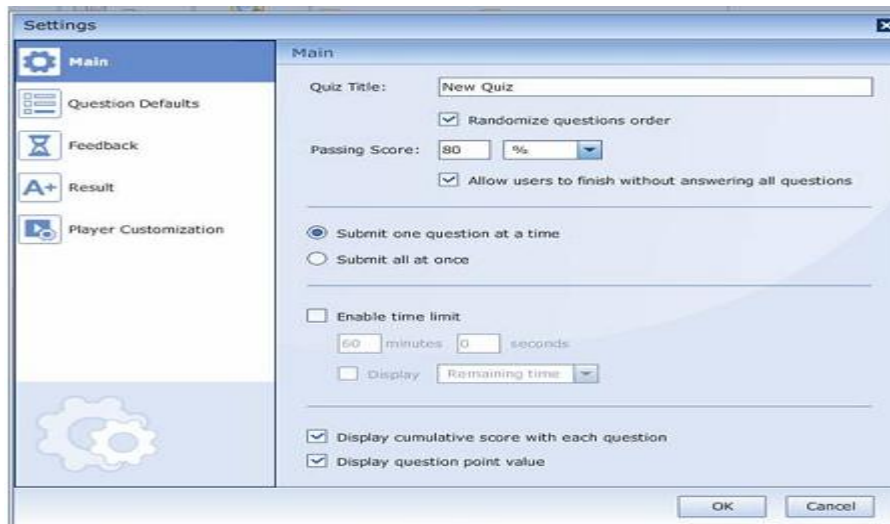 Settings
Main
Question Defaults
Feedback
A+ Result
Player Customization
Main
Quiz Title: New Quiz
Randomize questions order
Passing Score: 80 %
Allow users to finish without answering all questions
Submit one question at a time
Submit all at once
Enable time limit
60 minutes 0 seconds
Display Remaining time
Display cumulative score with each question
Display question point value
OK Cancel